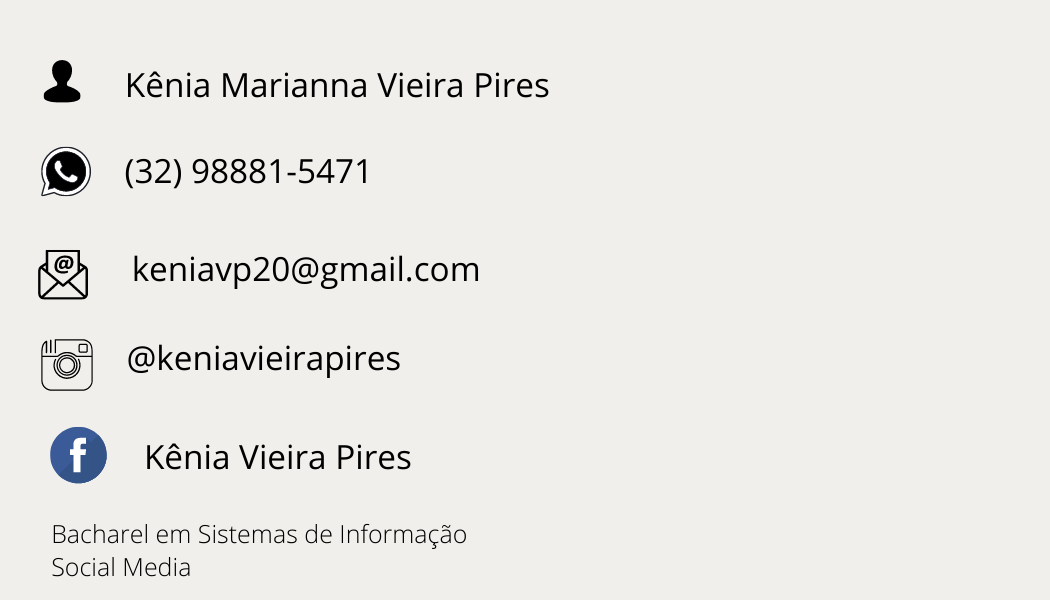 Kênia Marianna Vieira Pires
(32) 98881-5471
keniavp20@gmail.com
@keniavieirapires
Kênia Vieira Pires
Bacharel em Sistemas de Informação
Social Media